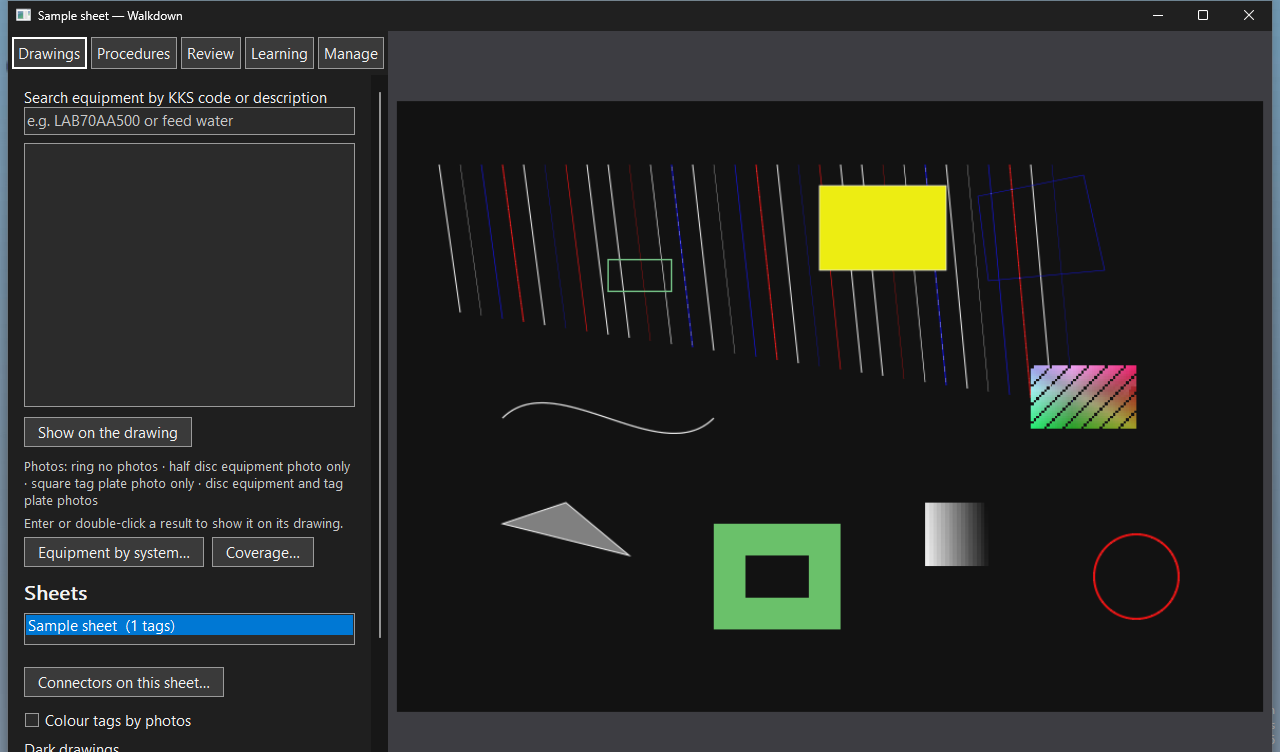 Sample sheet — Walkdown
Drawings Procedures Review Learning Manage
Search equipment by KKS code or description
e.g. LAB70AA500 or feed water
Show on the drawing
Photos: ring no photos · half disc equipment photo only
· square tag plate photo only · disc equipment and tag
plate photos
Enter or double-click a result to show it on its drawing.
Equipment by system... Coverage...
Sheets
Sample sheet (1 tags)
Connectors on this sheet...
Colour tags by photos
Dark drawings